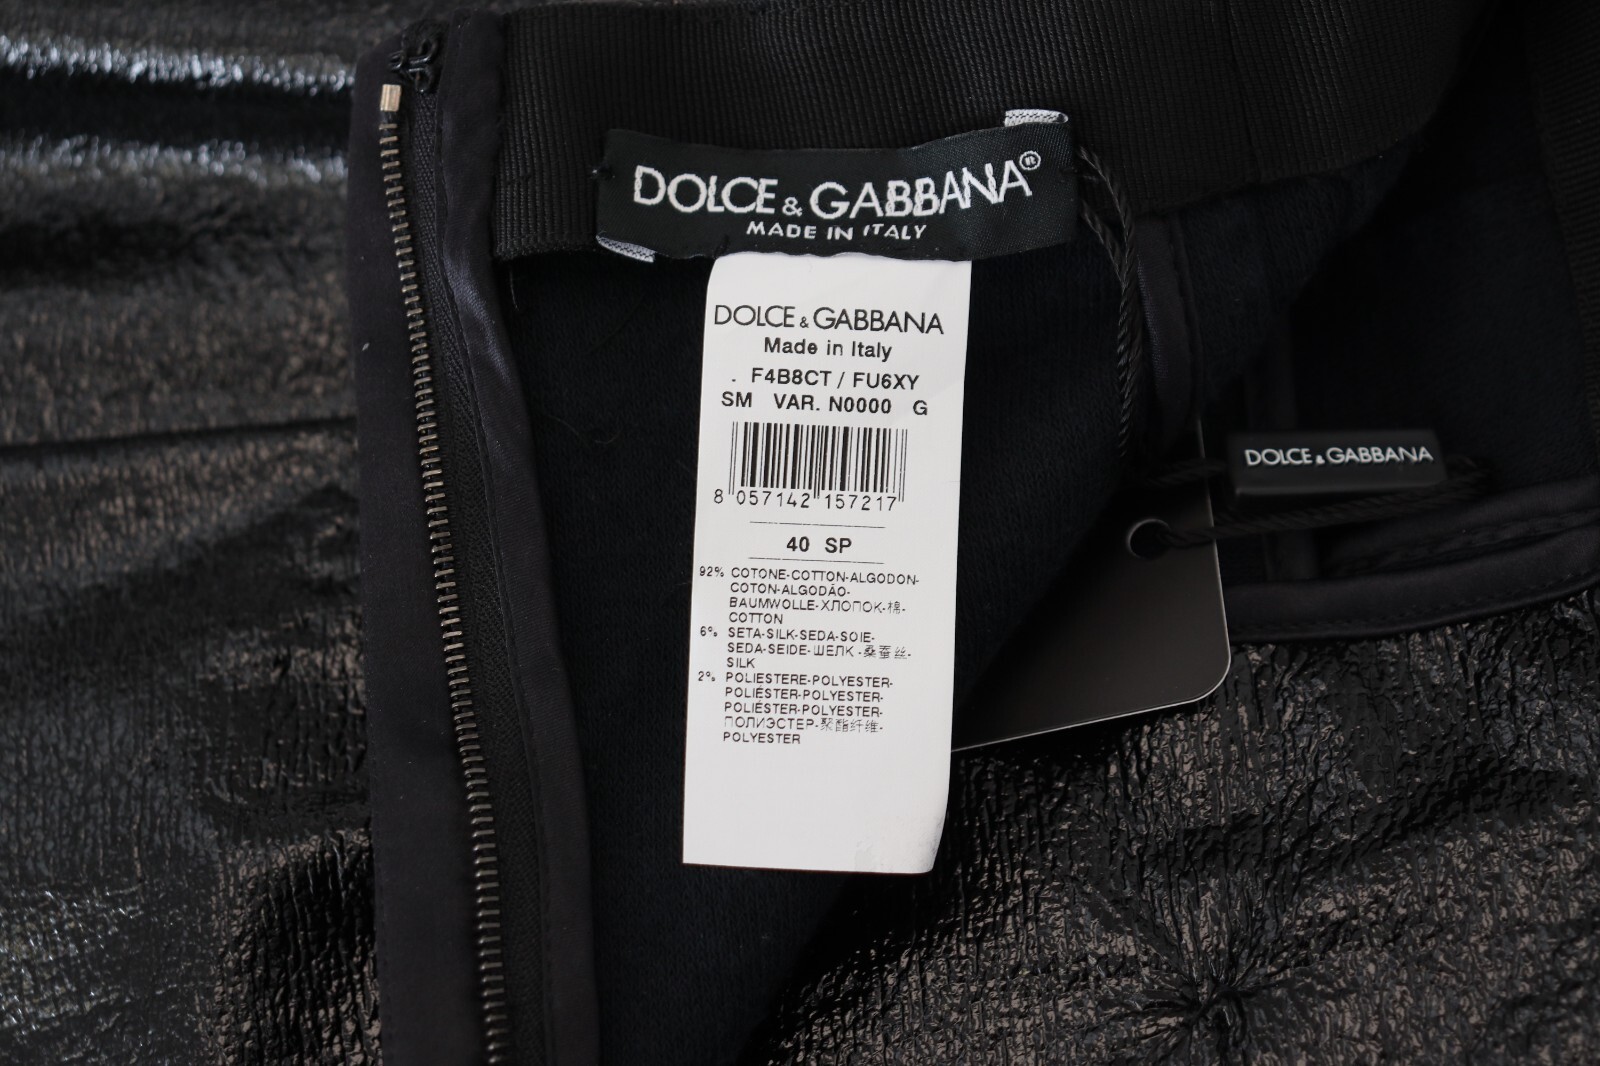 DOLCE & GABBANA®
MADE IN ITALY
DOLCE & GABBANA
Made in Italy
. F4B8CT / FU6XY
SM VAR. N0000 G
8 057142 157217
40 SP
92% COTONE-COTTON-ALGODON-
COTON-ALGODÃO-
BAUMWOLLE-ХЛОПОК-棉-
COTTON
6% SETA-SILK-SEDA-SOIE-
SEDA-SEIDE-ШЕЛК-桑蚕丝-
SILK
2% POLIESTERE-POLYESTER-
POLIÉSTER-POLYESTER-
POLIÉSTER-POLYESTER-
ПОЛИЭСТЕР-聚酯纤维-
POLYESTER
DOLCE & GABBANA